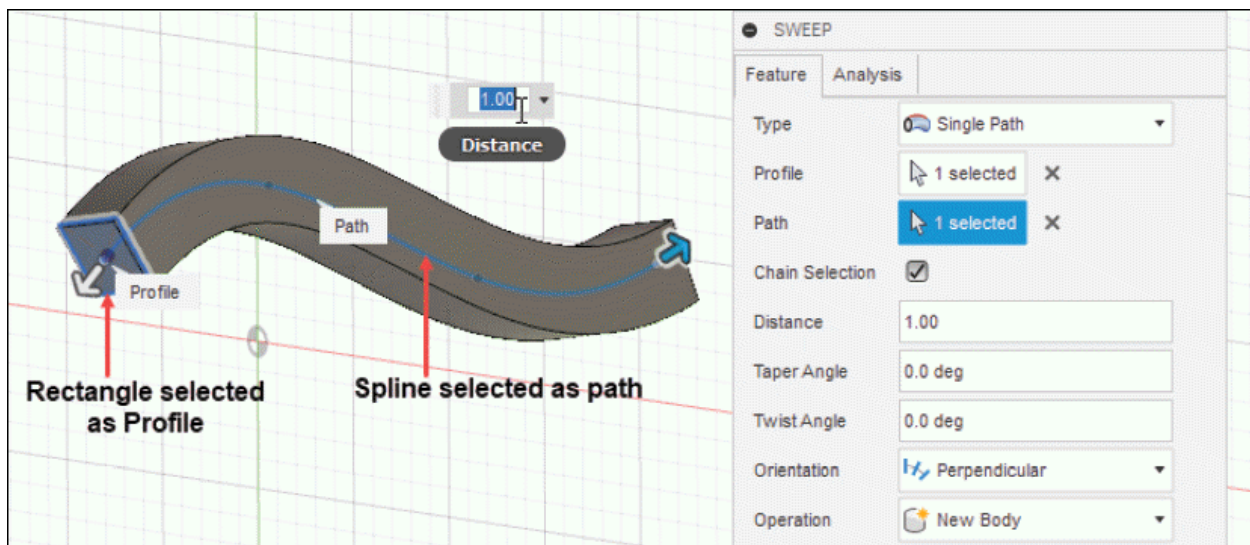 1.00
Distance
Path
Profile
Rectangle selected
as Profile
Spline selected as path
SWEEP
Feature Analysis
Type Single Path
Profile 1 selected
Path 1 selected
Chain Selection
Distance 1.00
Taper Angle 0.0 deg
Twist Angle 0.0 deg
Orientation Perpendicular
Operation New Body